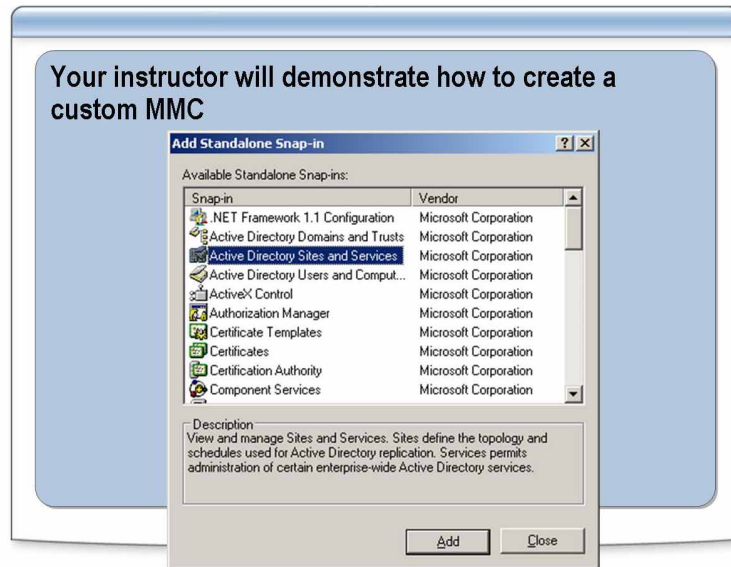 Your instructor will demonstrate how to create a
custom MMC
Add Standalone Snap-in
Available Standalone Snap-ins:
Snap-in Vendor
.NET Framework 1.1 Configuration Microsoft Corporation
Active Directory Domains and Trusts Microsoft Corporation
Active Directory Sites and Services Microsoft Corporation
Active Directory Users and Comput... Microsoft Corporation
ActiveX Control Microsoft Corporation
Authorization Manager Microsoft Corporation
Certificate Templates Microsoft Corporation
Certificates Microsoft Corporation
Certification Authority Microsoft Corporation
Component Services Microsoft Corporation
Description
View and manage Sites and Services. Sites define the topology and
schedules used for Active Directory replication. Services permits
administration of certain enterprise-wide Active Directory services.
Add Close